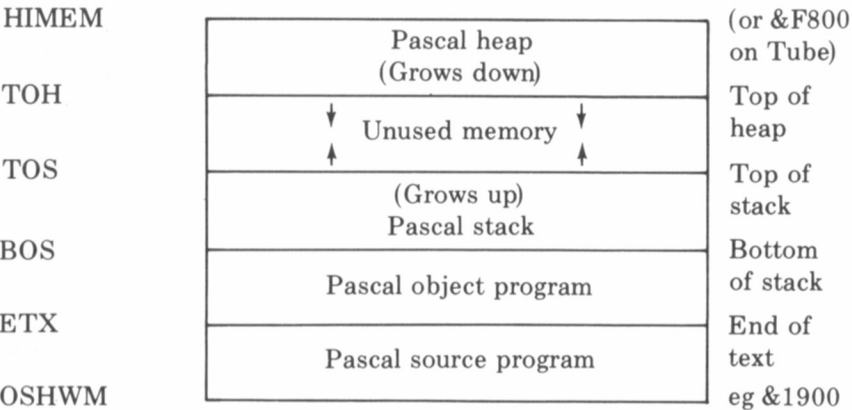 HIMEM
(or &F800
on Tube)
Pascal heap
(Grows down)
TOH
Top of
heap
Unused memory
TOS
Top of
stack
(Grows up)
Pascal stack
BOS
Bottom
of stack
Pascal object program
ETX
End of
text
Pascal source program
OSHWM
eg &1900